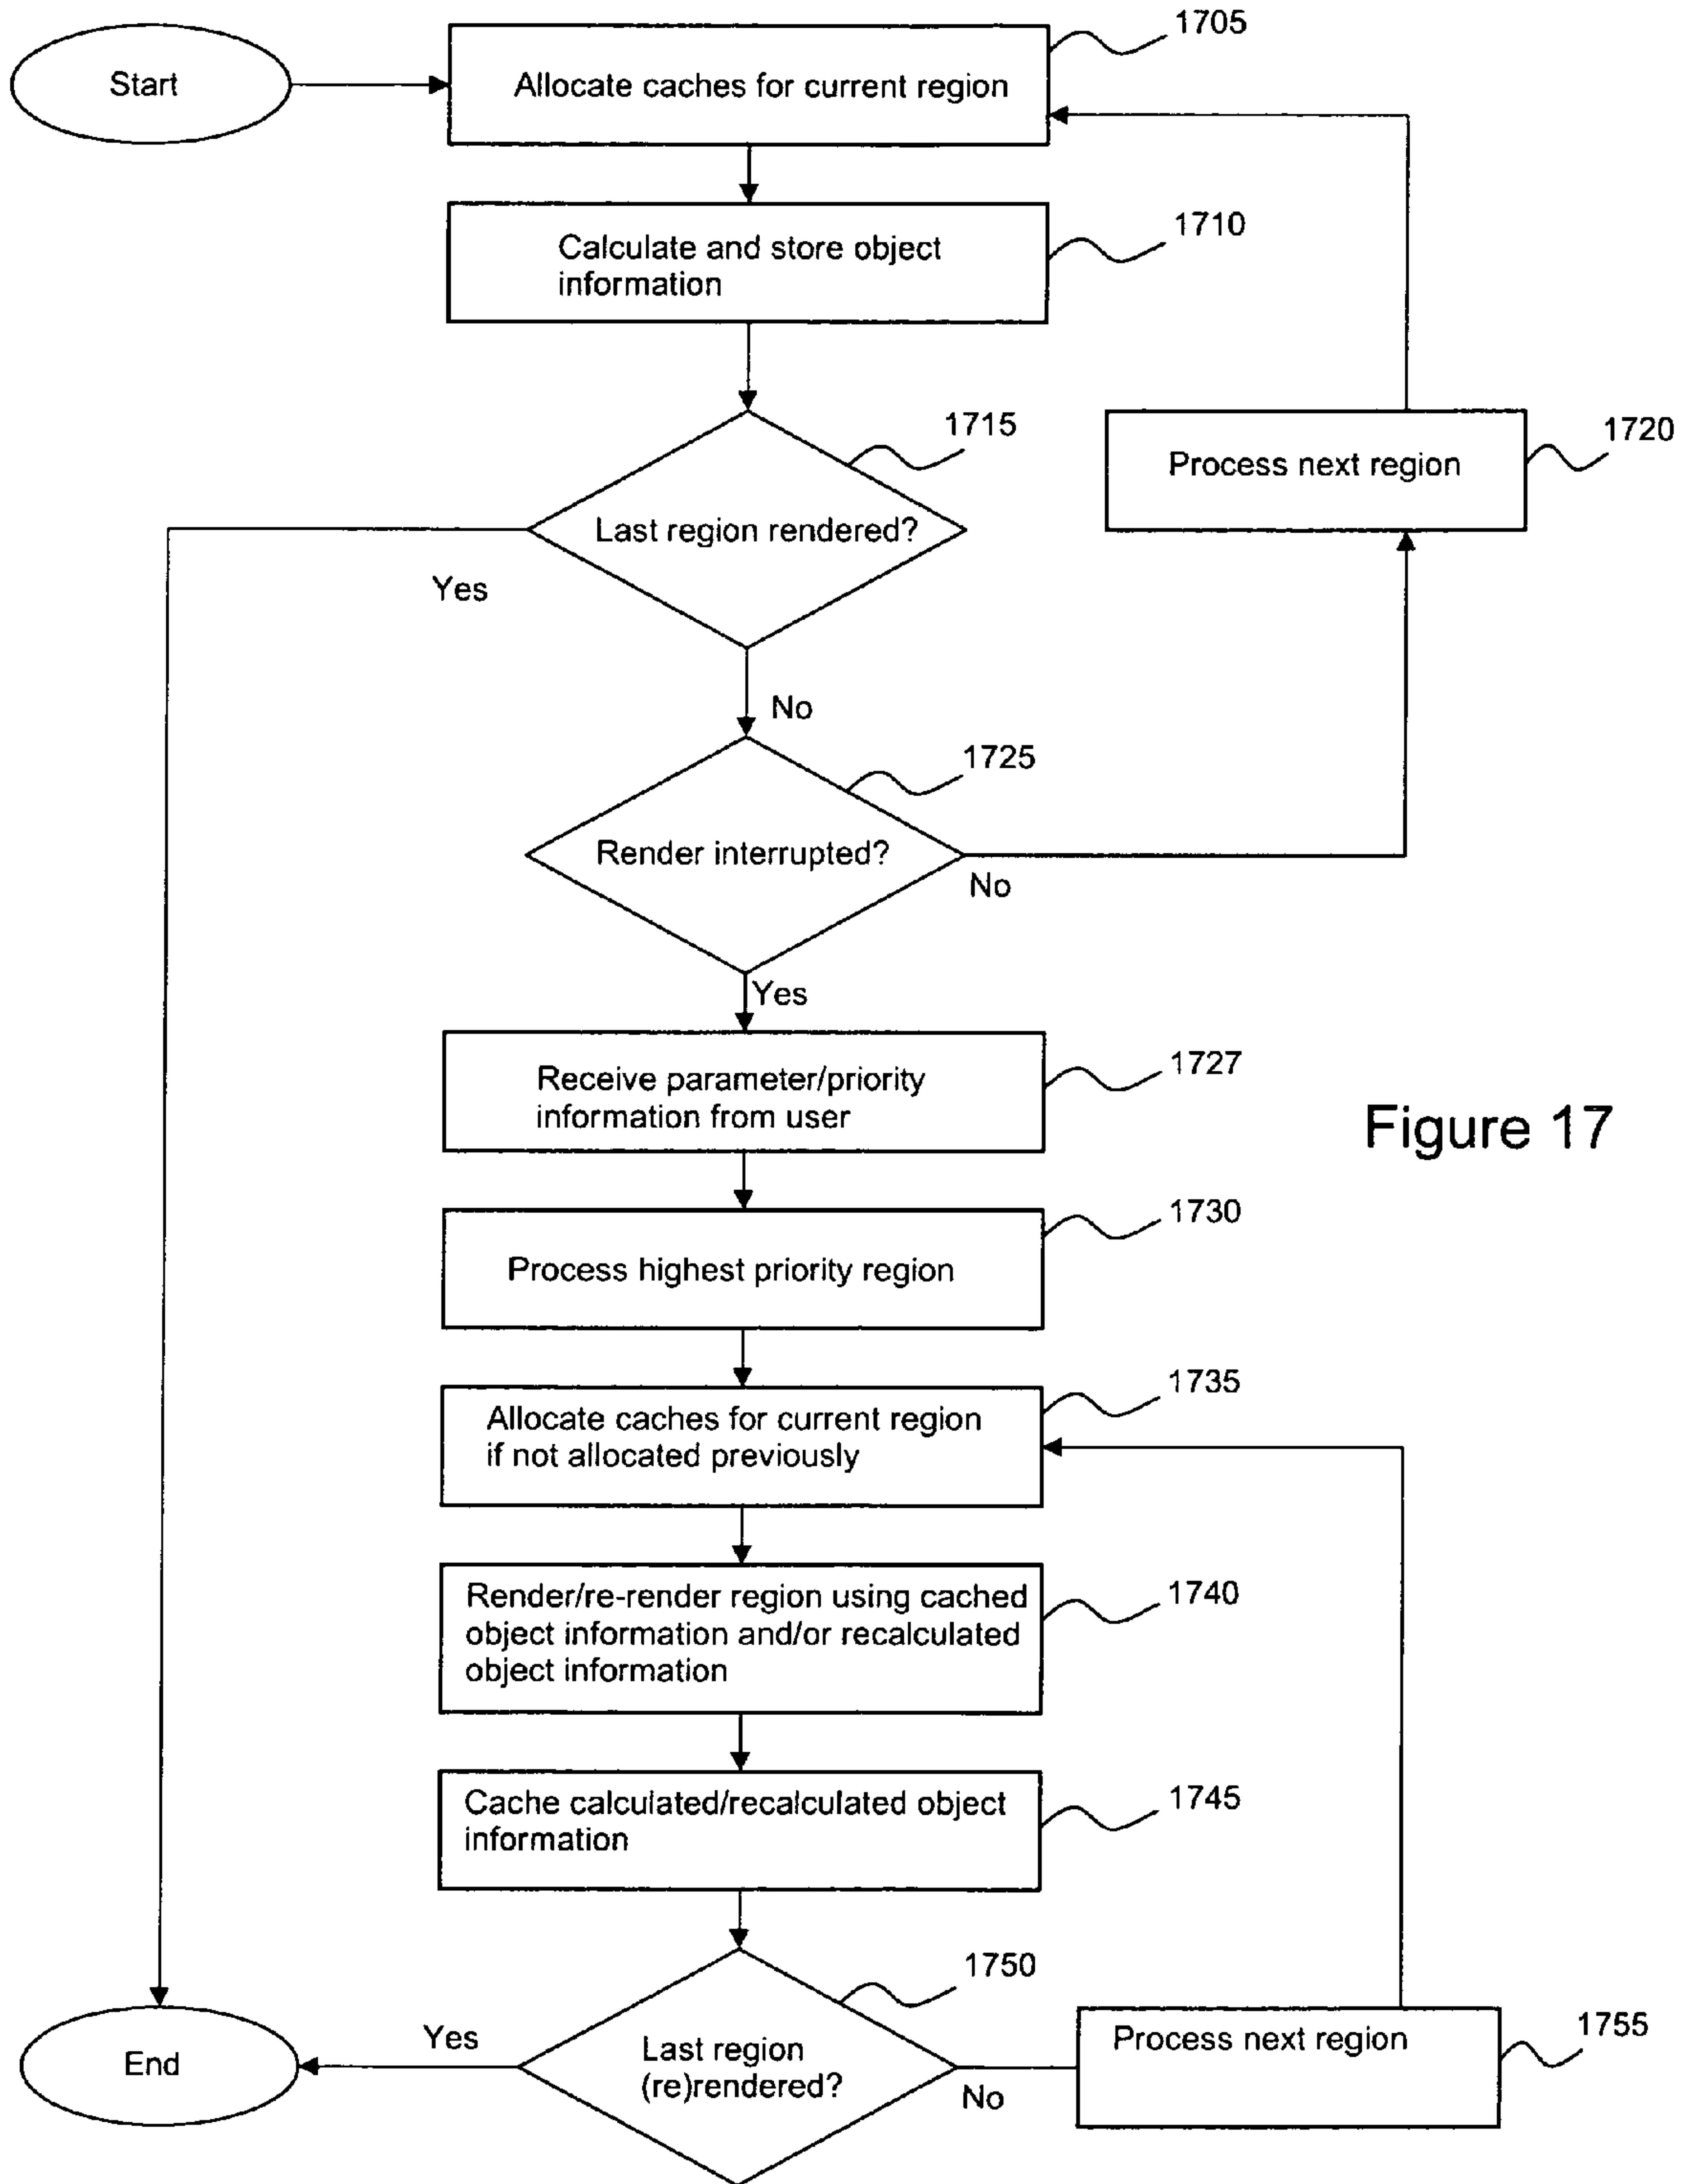 1705
Start
Allocate caches for current region
1710
Calculate and store object
information
1715
1720
Process next region
Last region rendered?
Yes
No
1725
Render interrupted?
No
Yes
1727
Receive parameter/priority
information from user
Figure 17
1730
Process highest priority region
1735
Allocate caches for current region
if not allocated previously
1740
Render/re-render region using cached
object information and/or recalculated
object information
1745
Cache calculated/recalculated object
information
1750
1755
Process next region
Yes
End
Last region
(re)rendered?
No